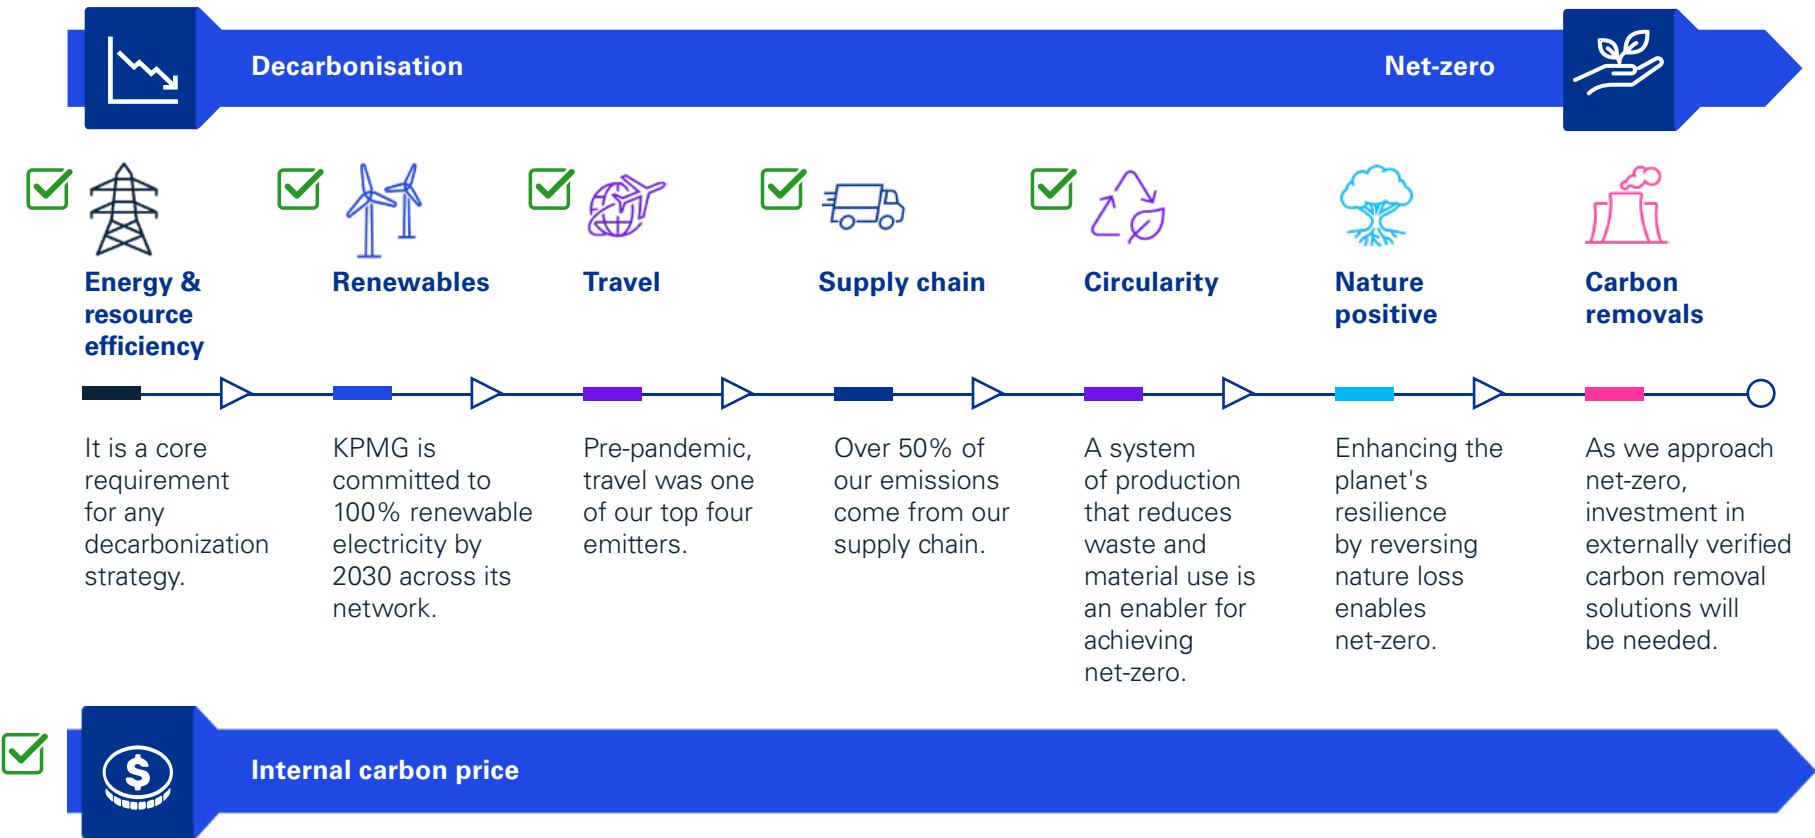 Decarbonisation
Net-zero
Energy &
resource
efficiency
It is a core
requirement
for any
decarbonization
strategy.
Renewables
KPMG is
committed to
100% renewable
electricity by
2030 across its
network.
Travel
Pre-pandemic,
travel was one
of our top four
emitters.
Supply chain
Over 50% of
our emissions
come from our
supply chain.
Circularity
A system
of production
that reduces
waste and
material use is
an enabler for
achieving
net-zero.
Nature
positive
Enhancing the
planet's
resilience
by reversing
nature loss
enables
net-zero.
Carbon
removals
As we approach
net-zero,
investment in
externally verified
carbon removal
solutions will
be needed.
$
Internal carbon price